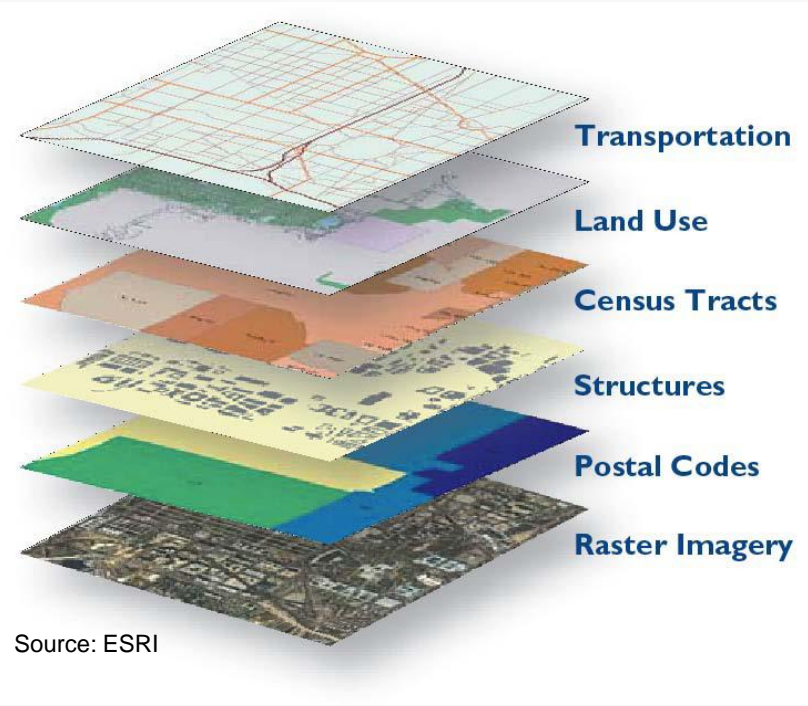 Transportation
Land Use
Census Tracts
Structures
Postal Codes
Raster Imagery
Source: ESRI